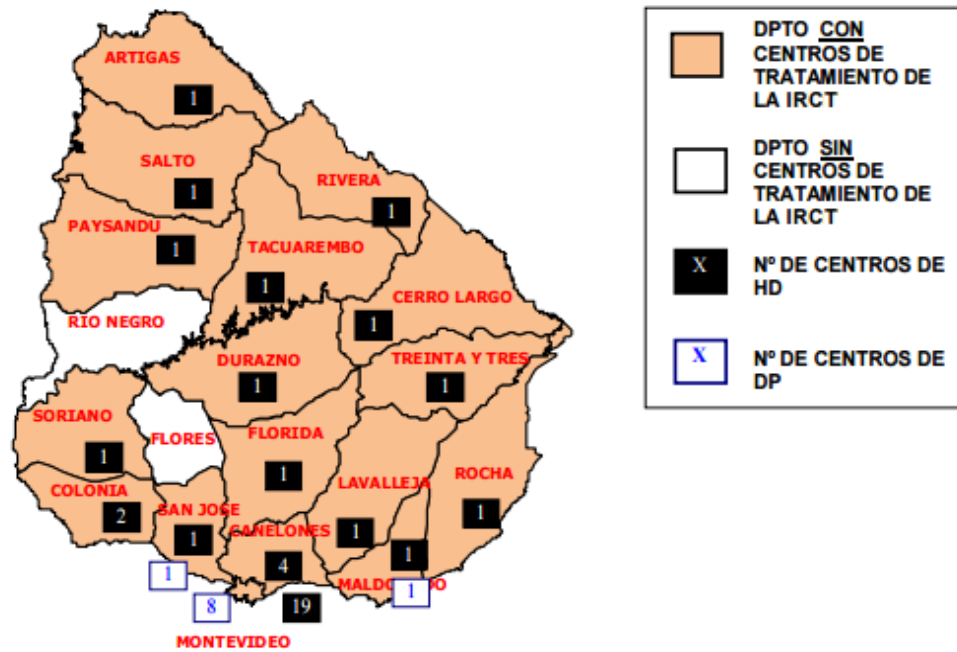 ARTIGAS
1
SALTO
1
RIVERA
1
PAYSANDU
1
TACUAREMBO
1
CERRO LARGO
1
RIO NEGRO
DURAZNO
1
TREINTA Y TRES
1
SORIANO
1
FLORES
FLORIDA
1
LAVALLEJA
1
ROCHA
1
COLONIA
2
SAN JOSE
1
CANELONES
4
1
MALDO DO
1
1
8
19
MONTEVIDEO
DPTO CON
CENTROS DE
TRATAMIENTO DE
LA IRCT
DPTO SIN
CENTROS DE
TRATAMIENTO DE
LA IRCT
X
Nº DE CENTROS DE
HD
X
Nº DE CENTROS DE
DP